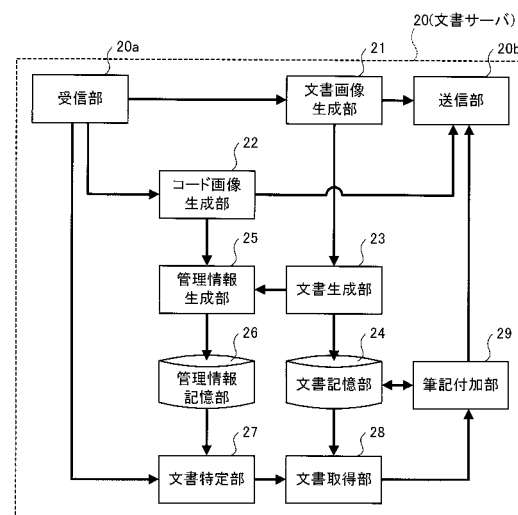 20(文書サーバ)
20a
受信部
21
文書画像
生成部
20b
送信部
22
コード画像
生成部
25
管理情報
生成部
23
文書生成部
26
管理情報
記憶部
24
文書記憶部
29
筆記付加部
27
文書特定部
28
文書取得部